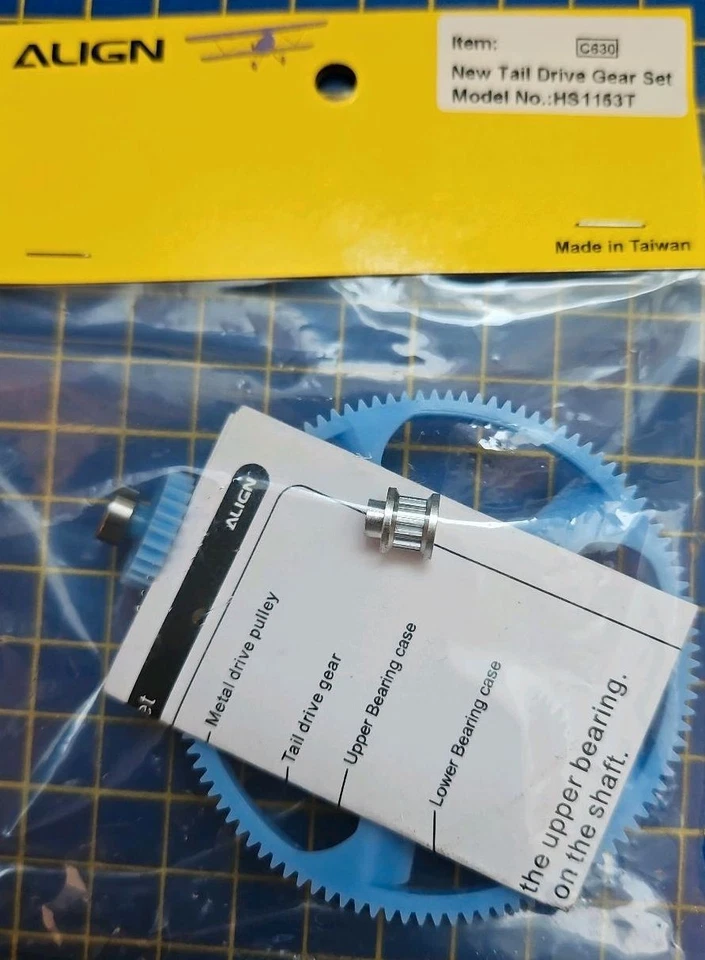 ALIGN
Item: C630
New Tail Drive Gear Set
Model No.:HS1153T
Made in Taiwan
ALIGN
et
Metal drive pulley
Tail drive gear
Upper Bearing case
Lower Bearing case
the upper bearing.
on the shaft.